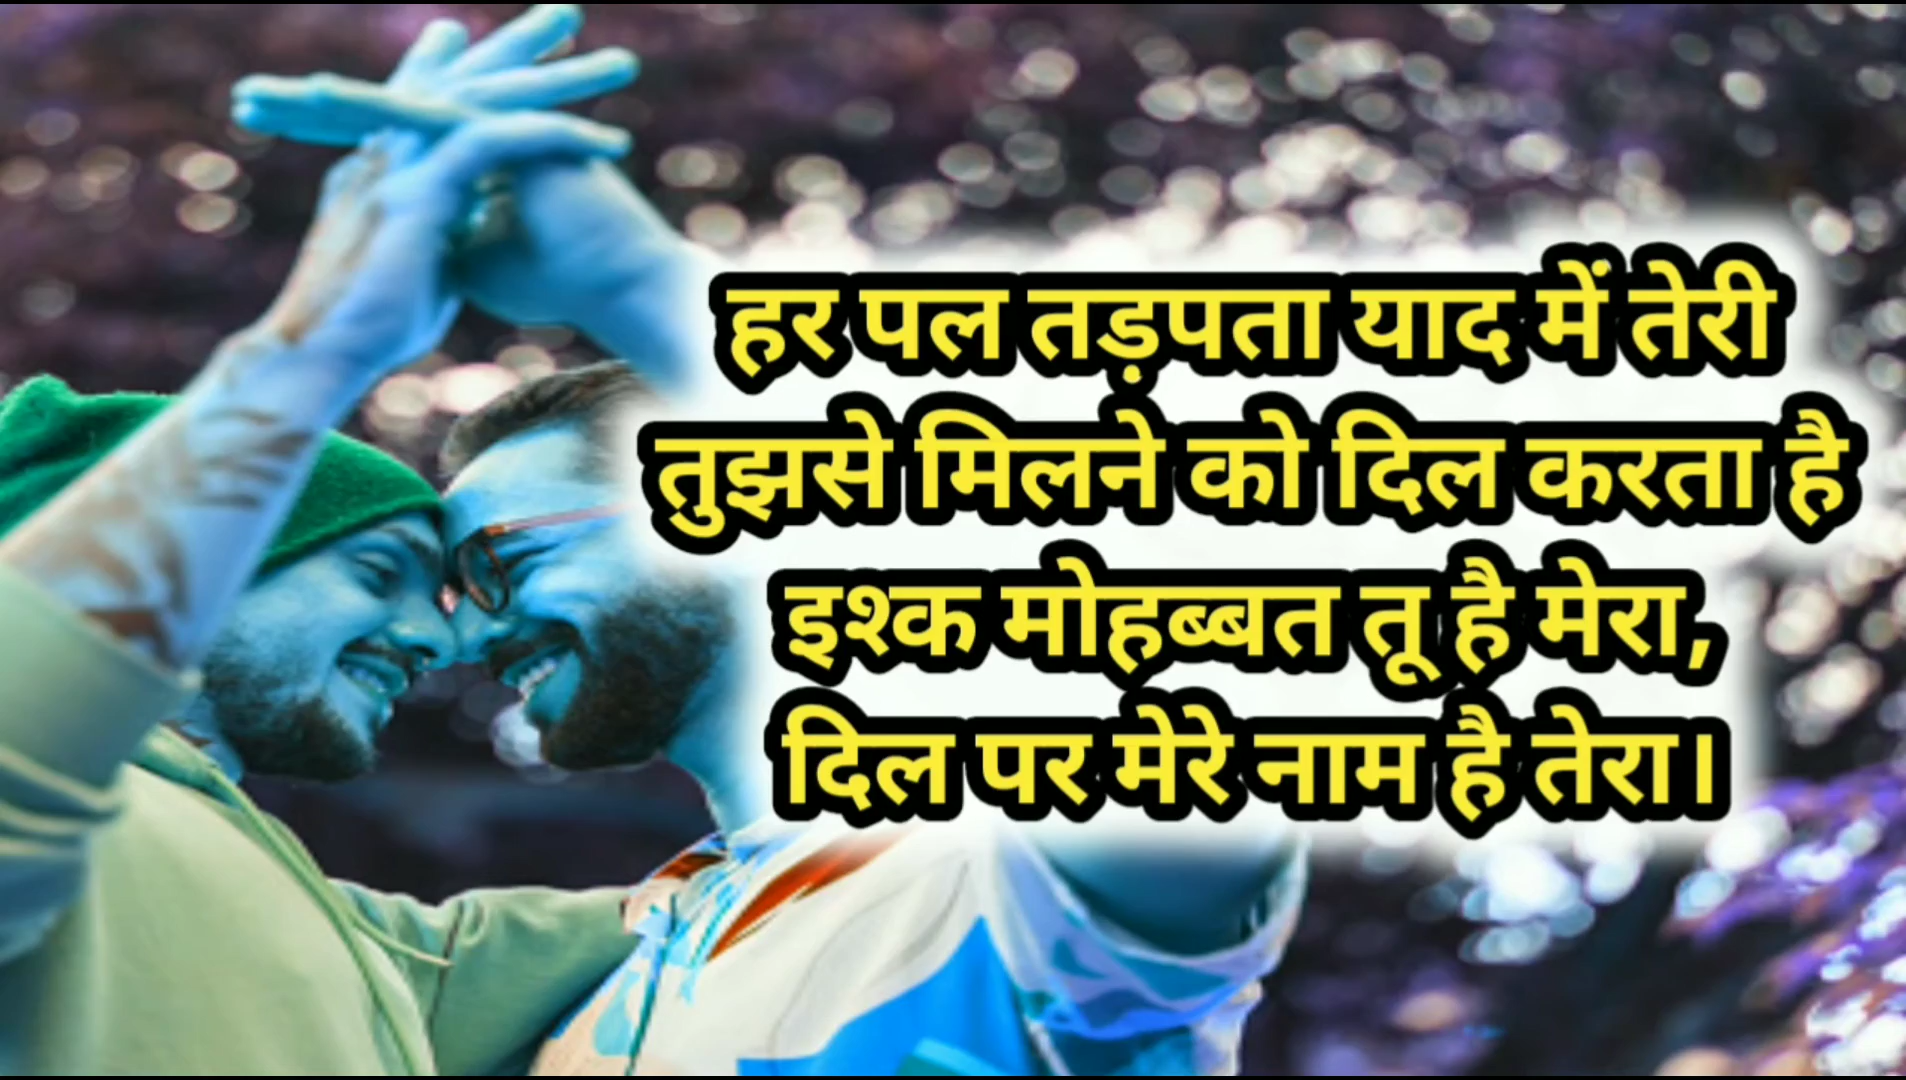 हर पल तड़पता याद में तेरी
तुझसे मिलने को दिल करता है
इश्क मोहब्बत तू है मेरा,
दिल पर मेरे नाम है तेरा।